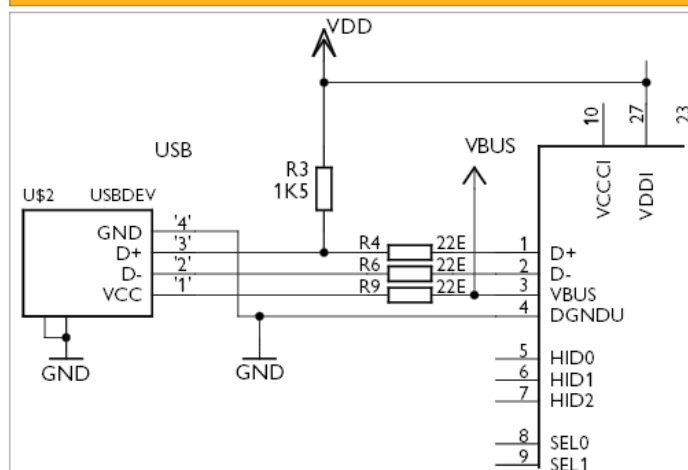 VDD
10
27
23
USB
VBUS
VCCCI
VDDI
R3
1K5
U$2 USBDEV
GND '4'
D+ '3'
D- '2'
VCC '1'
R4 22E
R6 22E
R9 22E
1 D+
2 D-
3 VBUS
4 DGNDU
GND
GND
5 HID0
6 HID1
7 HID2
8 SEL0
9 SEL1